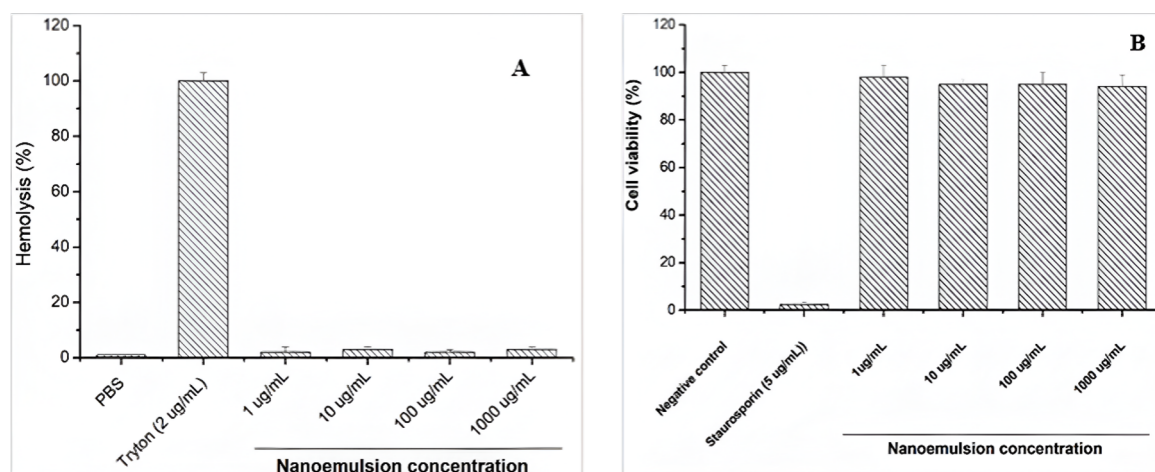 A
Hemolysis (%)
120
100
80
60
40
20
0
PBS
Tryton (2 ug/mL)
1 ug/mL
10 ug/mL
100 ug/mL
1000 ug/mL
Nanoemulsion concentration
B
Cell viability (%)
120
100
80
60
40
20
0
Negative control
Staurosporin (5 ug/mL))
1ug/mL
10 ug/mL
100 ug/mL
1000 ug/mL
Nanoemulsion concentration